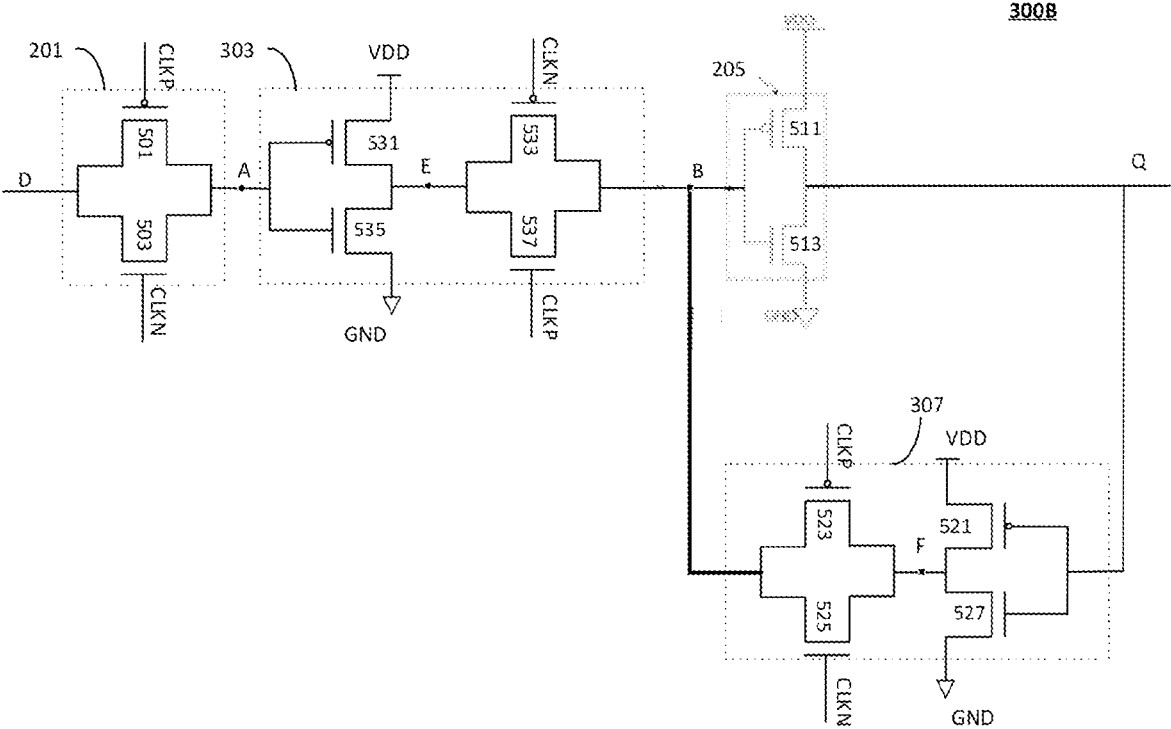 300B
201
303
VDD
CLKP
CLKN
205
501
531
533
511
D
A
E
B
Q
503
535
537
513
CLKN
GND
CLKP
307
CLKP
VDD
523
521
F
525
527
CLKN
GND